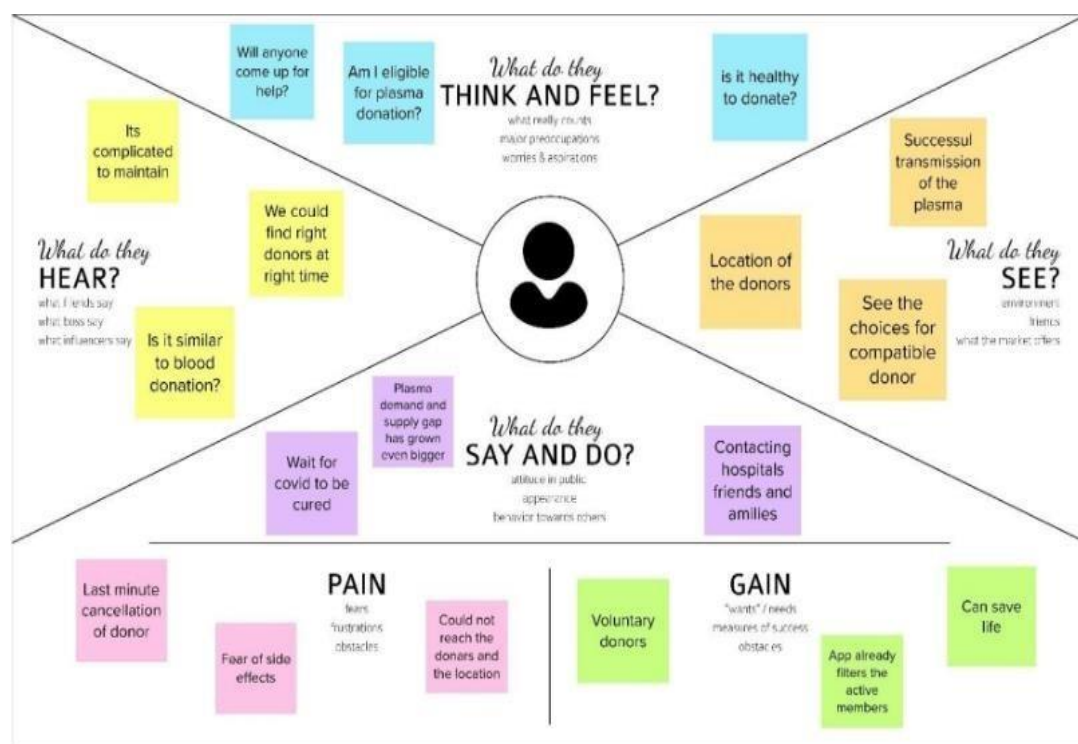 Will anyone
come up for
help?
Am I eligible
for plasma
donation?
What do they
THINK AND FEEL?
what really counts
major preoccupations
worries & aspirations
is it healthy
to donate?
Its
complicated
to maintain
We could
find right
donors at
right time
What do they
HEAR?
what friends say
what boss say
what influencers say
Is it similar
to blood
donation?
Successul
transmission
of the
plasma
Location of
the donors
What do they
SEE?
environment
friends
what the market offers
See the
choices for
compatible
donor
Plasma
demand and
supply gap
has grown
even bigger
Wait for
covid to be
cured
What do they
SAY AND DO?
attitude in public
appearance
behavior towards others
Contacting
hospitals
friends and
amilies
Last minute
cancellation
of donor
Fear of side
effects
PAIN
fears
frustrations
obstacles
Could not
reach the
donars and
the location
Voluntary
donors
GAIN
"wants" / needs
measures of success
obstacles
App already
filters the
active
members
Can save
life